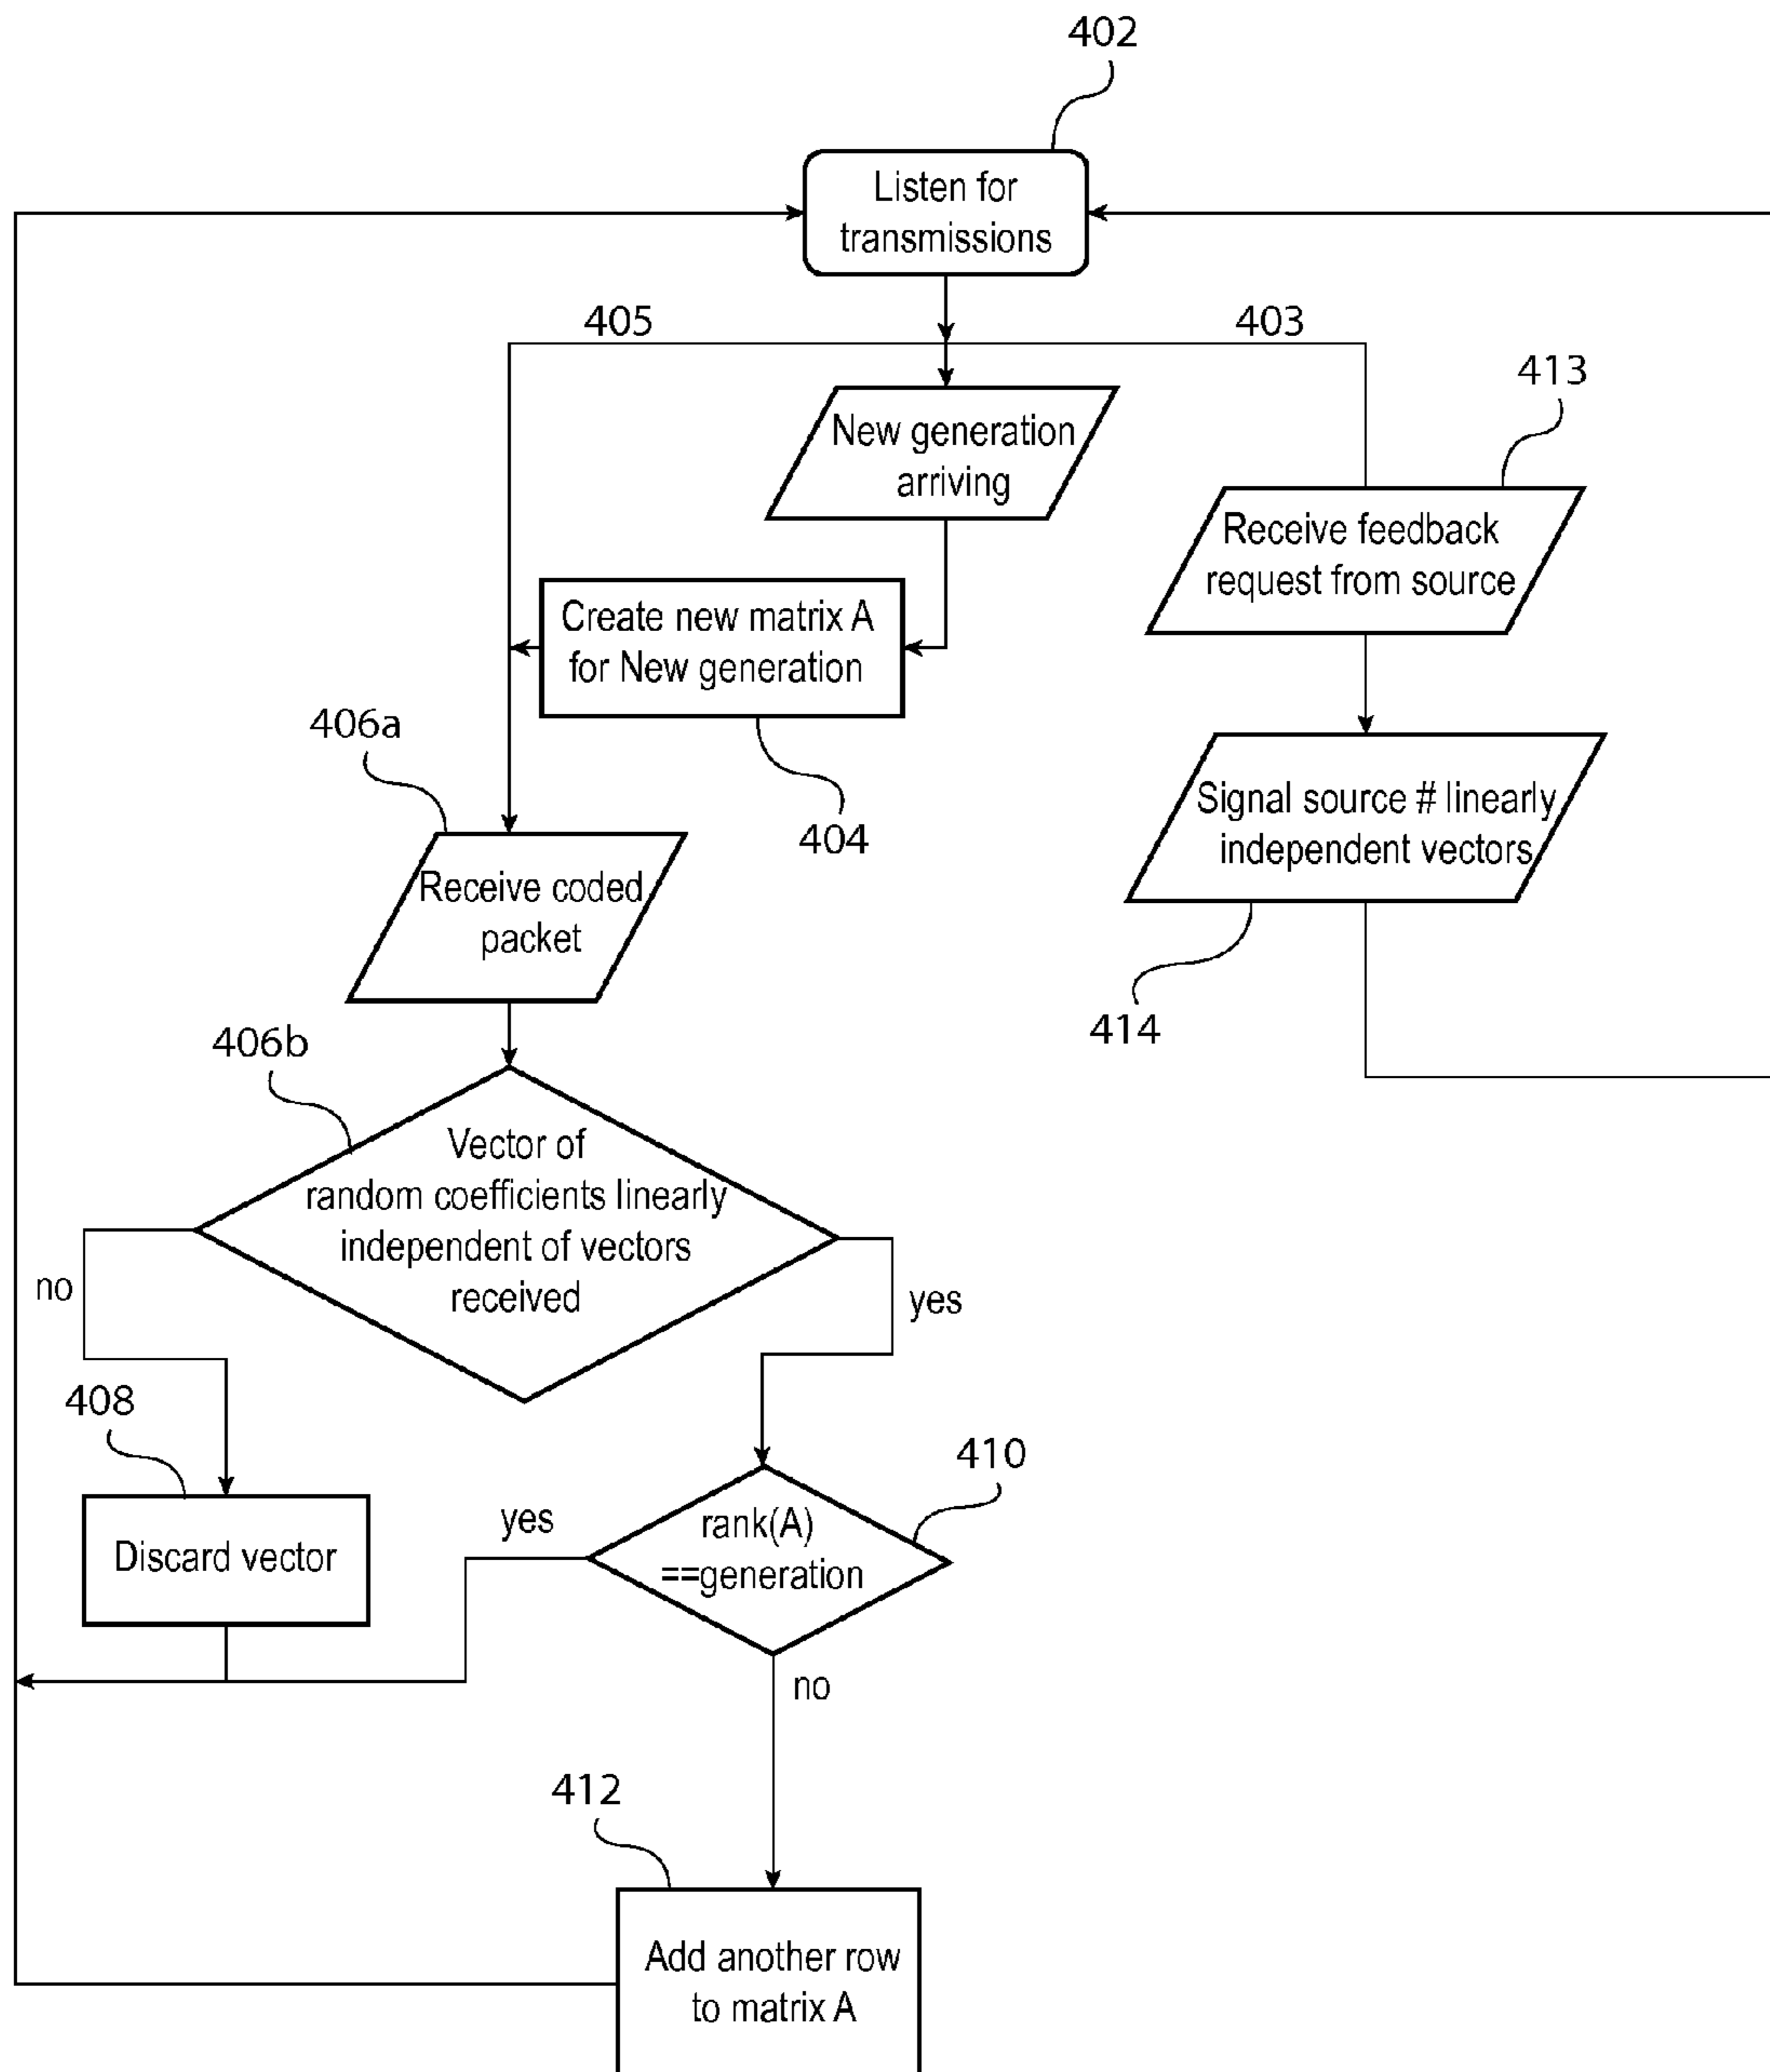 402
Listen for
transmissions
405
403
413
New generation
arriving
Receive feedback
request from source
Create new matrix A
for New generation
406a
404
Signal source # linearly
independent vectors
Receive coded
packet
414
406b
Vector of
random coefficients linearly
independent of vectors
received
no
yes
408
410
yes
rank(A)
==generation
Discard vector
no
412
Add another row
to matrix A